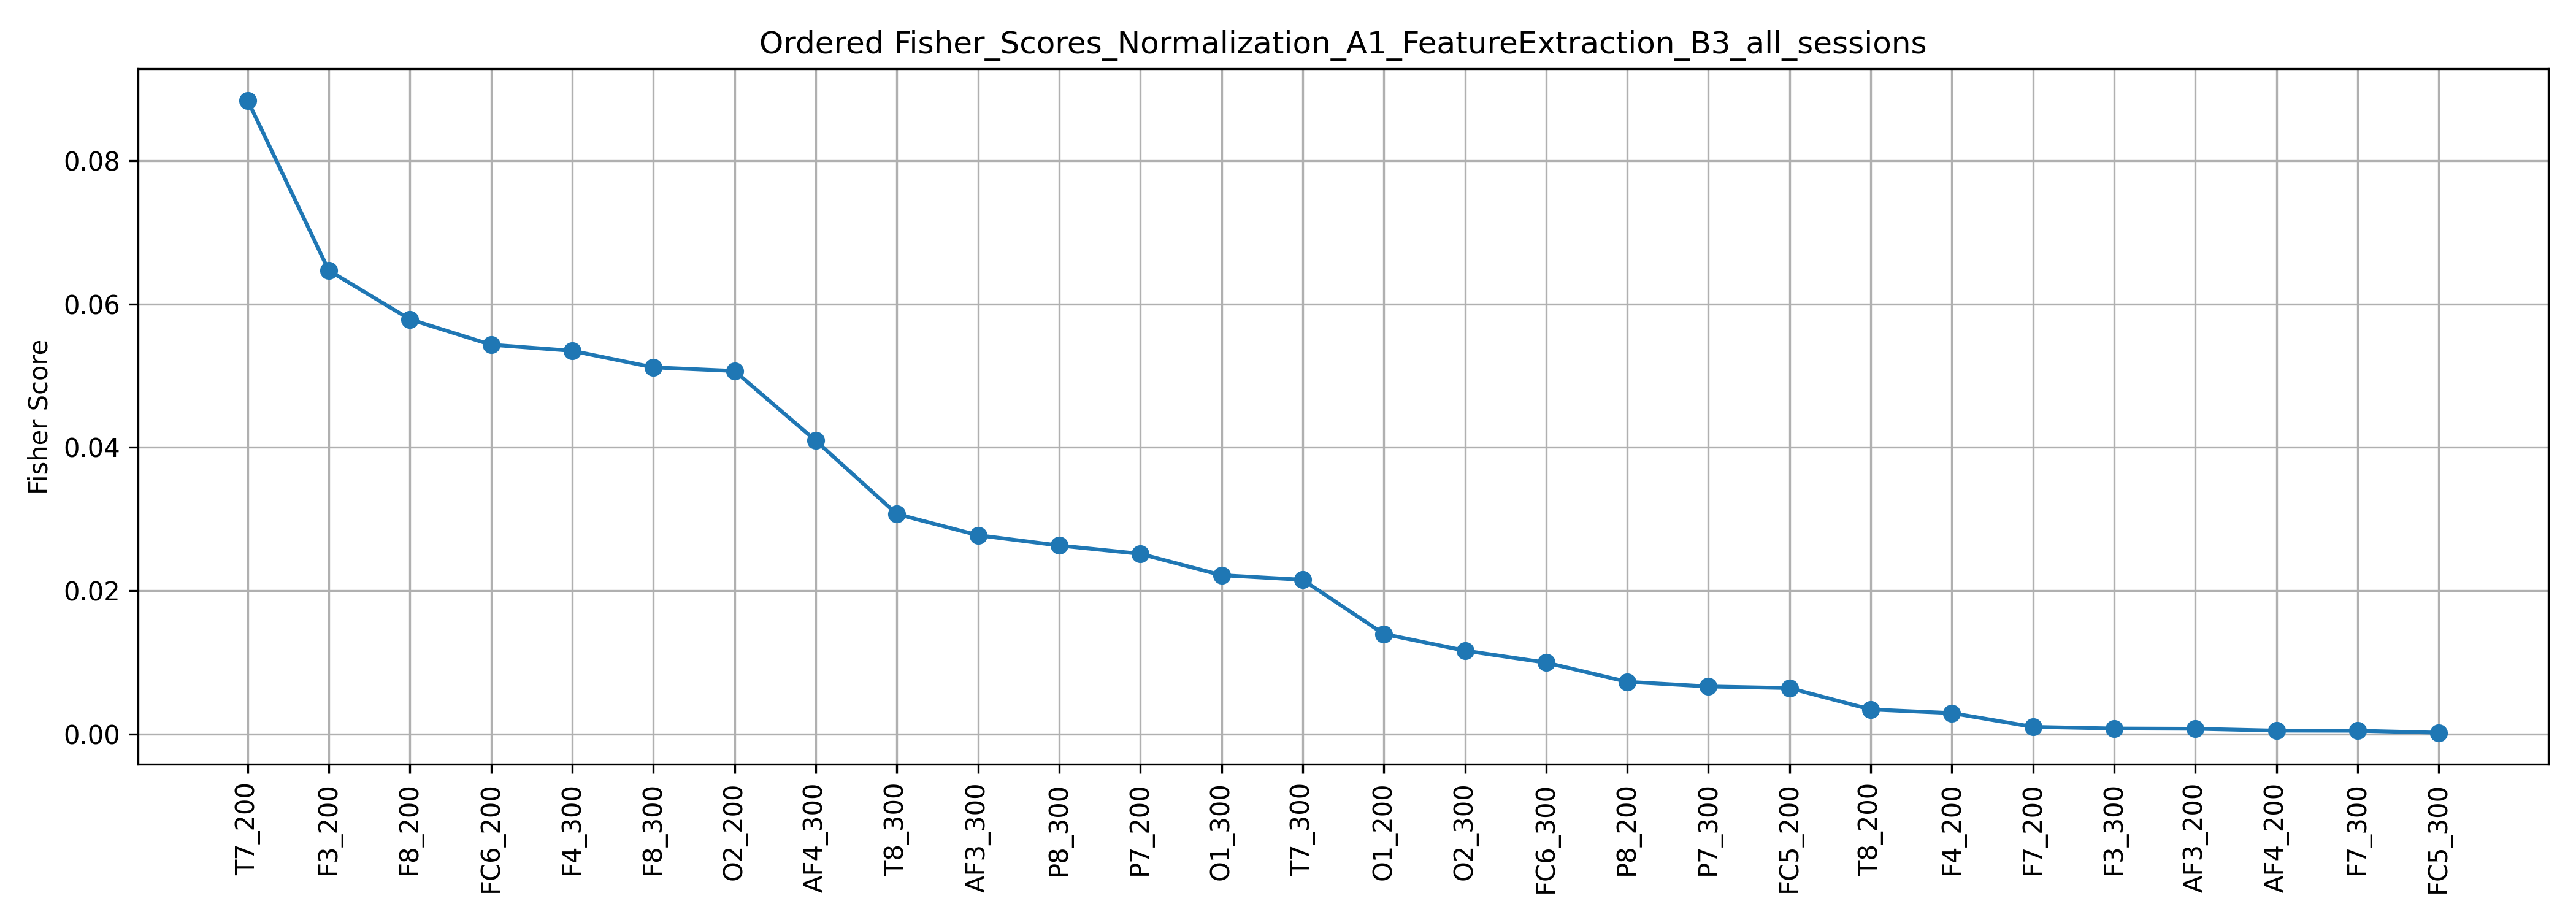 Ordered Fisher_Scores_Normalization_A1_FeatureExtraction_B3_all_sessions
Fisher Score
0.08
0.06
0.04
0.02
0.00
T7_200
F3_200
F8_200
FC6_200
F4_300
F8_300
O2_200
AF4_300
T8_300
AF3_300
P8_300
P7_200
O1_300
T7_300
O1_200
O2_300
FC6_300
P8_200
P7_300
FC5_200
T8_200
F4_200
F7_200
F3_300
AF3_200
AF4_200
F7_300
FC5_300